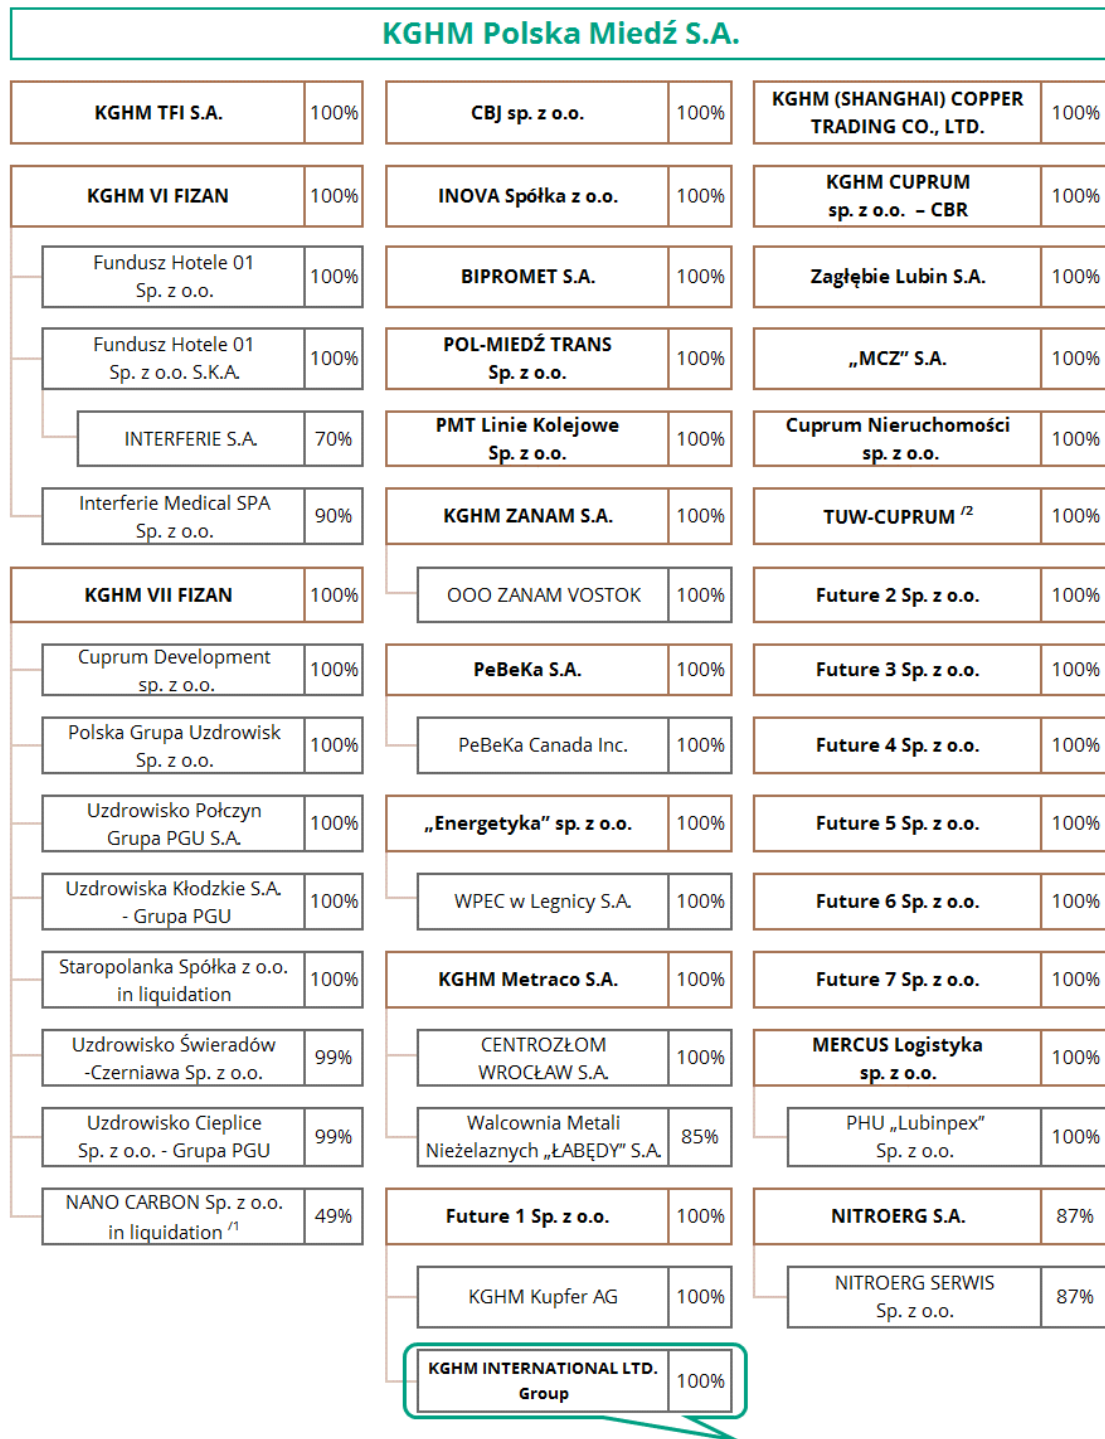 KGHM Polska Miedź S.A.
KGHM TFI S.A. 100%
KGHM VI FIZAN 100%
Fundusz Hotele 01
Sp. z o.o. 100%
Fundusz Hotele 01
Sp. z o.o. S.K.A. 100%
INTERFERIE S.A. 70%
Interferie Medical SPA
Sp. z o.o. 90%
KGHM VII FIZAN 100%
Cuprum Development
sp. z o.o. 100%
Polska Grupa Uzdrowisk
Sp. z o.o. 100%
Uzdrowisko Połczyn
Grupa PGU S.A. 100%
Uzdrowiska Kłodzkie S.A.
- Grupa PGU 100%
Staropolanka Spółka z o.o.
in liquidation 100%
Uzdrowisko Świeradów
-Czerniawa Sp. z o.o. 99%
Uzdrowisko Cieplice
Sp. z o.o. - Grupa PGU 99%
NANO CARBON Sp. z o.o.
in liquidation /1 49%
CBJ sp. z o.o. 100%
INOVA Spółka z o.o. 100%
BIPROMET S.A. 100%
POL-MIEDŹ TRANS
Sp. z o.o. 100%
PMT Linie Kolejowe
Sp. z o.o. 100%
KGHM ZANAM S.A. 100%
OOO ZANAM VOSTOK 100%
PeBeKa S.A. 100%
PeBeKa Canada Inc. 100%
„Energetyka” sp. z o.o. 100%
WPEC w Legnicy S.A. 100%
KGHM Metraco S.A. 100%
CENTROZŁOM
WROCŁAW S.A. 100%
Walcownia Metali
Nieżelaznych „ŁABĘDY” S.A. 85%
Future 1 Sp. z o.o. 100%
KGHM Kupfer AG 100%
KGHM INTERNATIONAL LTD.
Group 100%
KGHM (SHANGHAI) COPPER
TRADING CO., LTD. 100%
KGHM CUPRUM
sp. z o.o. – CBR 100%
Zagłębie Lubin S.A. 100%
„MCZ” S.A. 100%
Cuprum Nieruchomości
sp. z o.o. 100%
TUW-CUPRUM /2 100%
Future 2 Sp. z o.o. 100%
Future 3 Sp. z o.o. 100%
Future 4 Sp. z o.o. 100%
Future 5 Sp. z o.o. 100%
Future 6 Sp. z o.o. 100%
Future 7 Sp. z o.o. 100%
MERCUS Logistyka
sp. z o.o. 100%
PHU „Lubinpex”
Sp. z o.o. 100%
NITROERG S.A. 87%
NITROERG SERWIS
Sp. z o.o. 87%